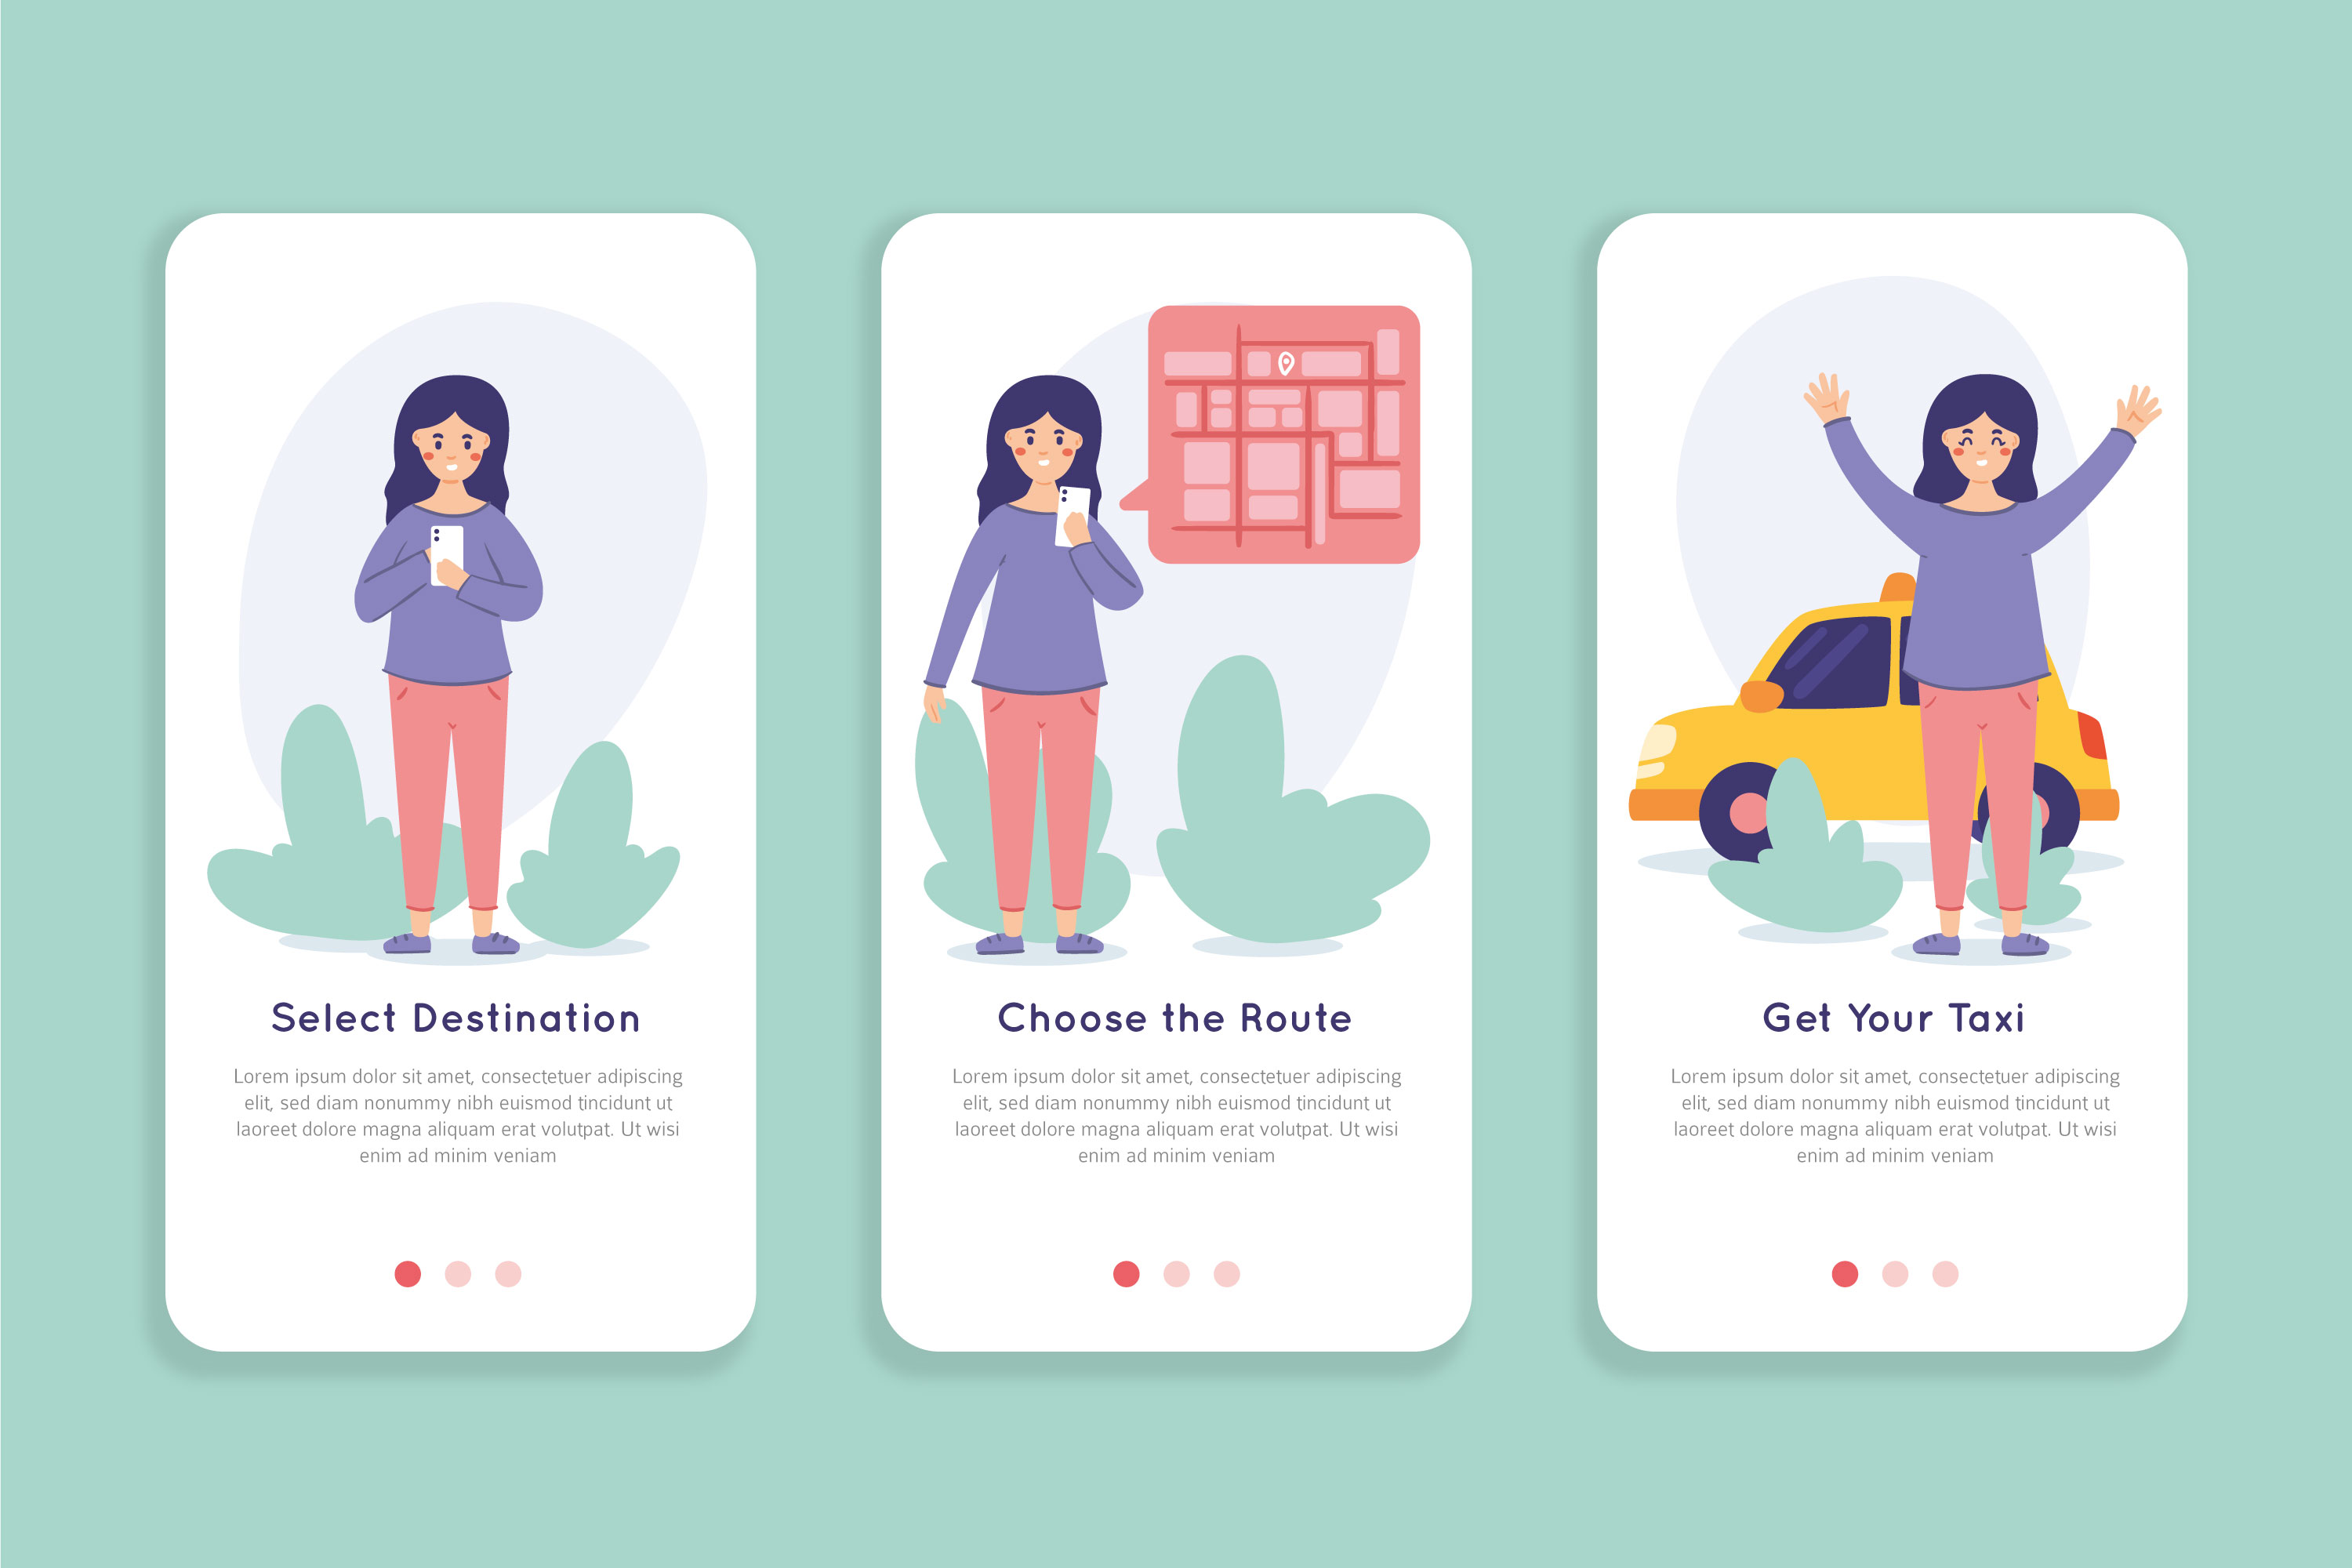 Select Destination
Lorem ipsum dolor sit amet, consectetuer adipiscing
elit, sed diam nonummy nibh euismod tincidunt ut
laoreet dolore magna aliquam erat volutpat. Ut wisi
enim ad minim veniam
Choose the Route
Lorem ipsum dolor sit amet, consectetuer adipiscing
elit, sed diam nonummy nibh euismod tincidunt ut
laoreet dolore magna aliquam erat volutpat. Ut wisi
enim ad minim veniam
Get Your Taxi
Lorem ipsum dolor sit amet, consectetuer adipiscing
elit, sed diam nonummy nibh euismod tincidunt ut
laoreet dolore magna aliquam erat volutpat. Ut wisi
enim ad minim veniam